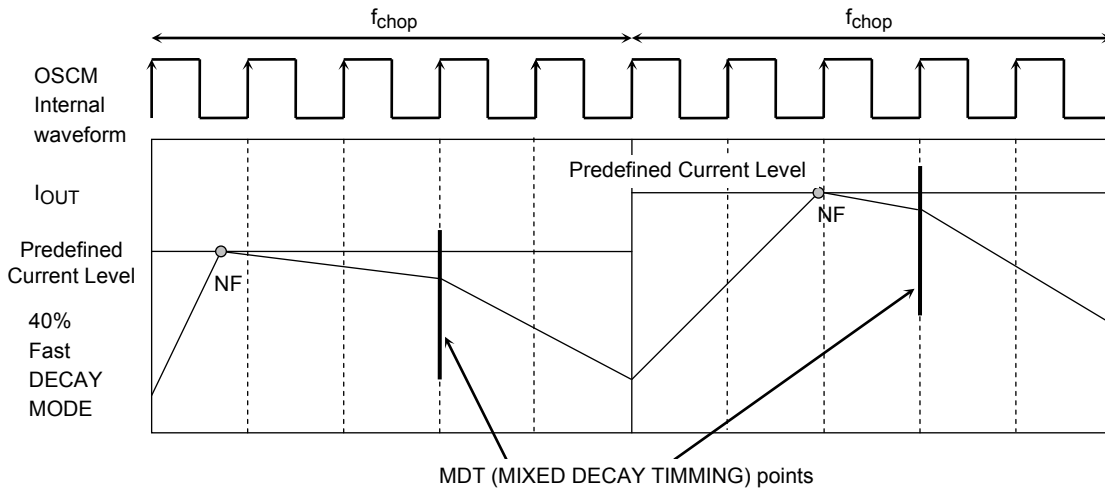 fchop
fchop
OSCM
Internal
waveform
IOUT
Predefined Current Level
NF
Predefined
Current Level
NF
40%
Fast
DECAY
MODE
MDT (MIXED DECAY TIMMING) points